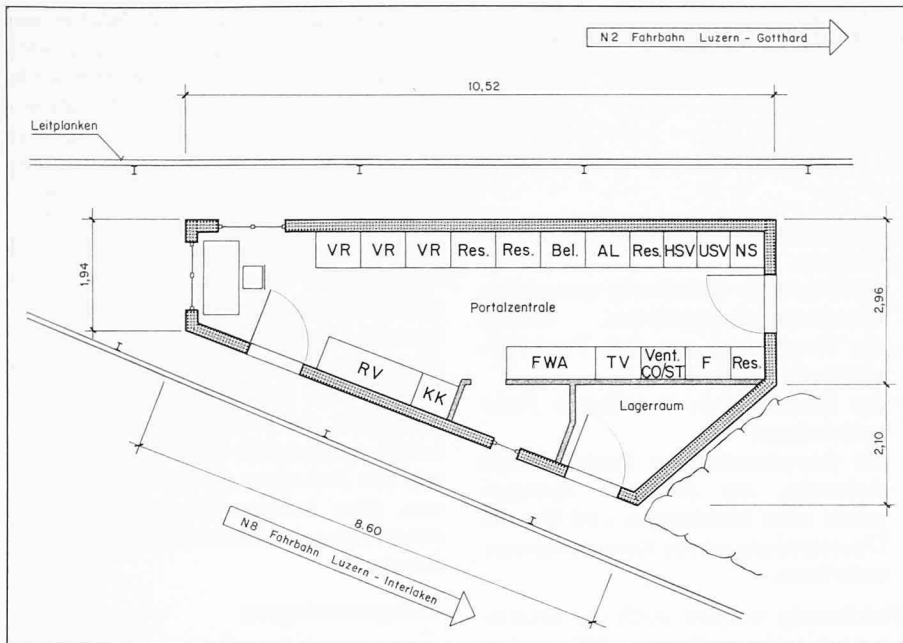 N2 Fahrbahn Luzern - Gotthard
10,52
Leitplanken
1,94
VR VR VR Res. Res. Bel. AL Res. HSV USV NS
2,96
Portalzentrale
RV
KK
FWA TV Vent. CO/ST F Res.
Lagerraum
2,10
8,60
N8 Fahrbahn Luzern - Interlaken